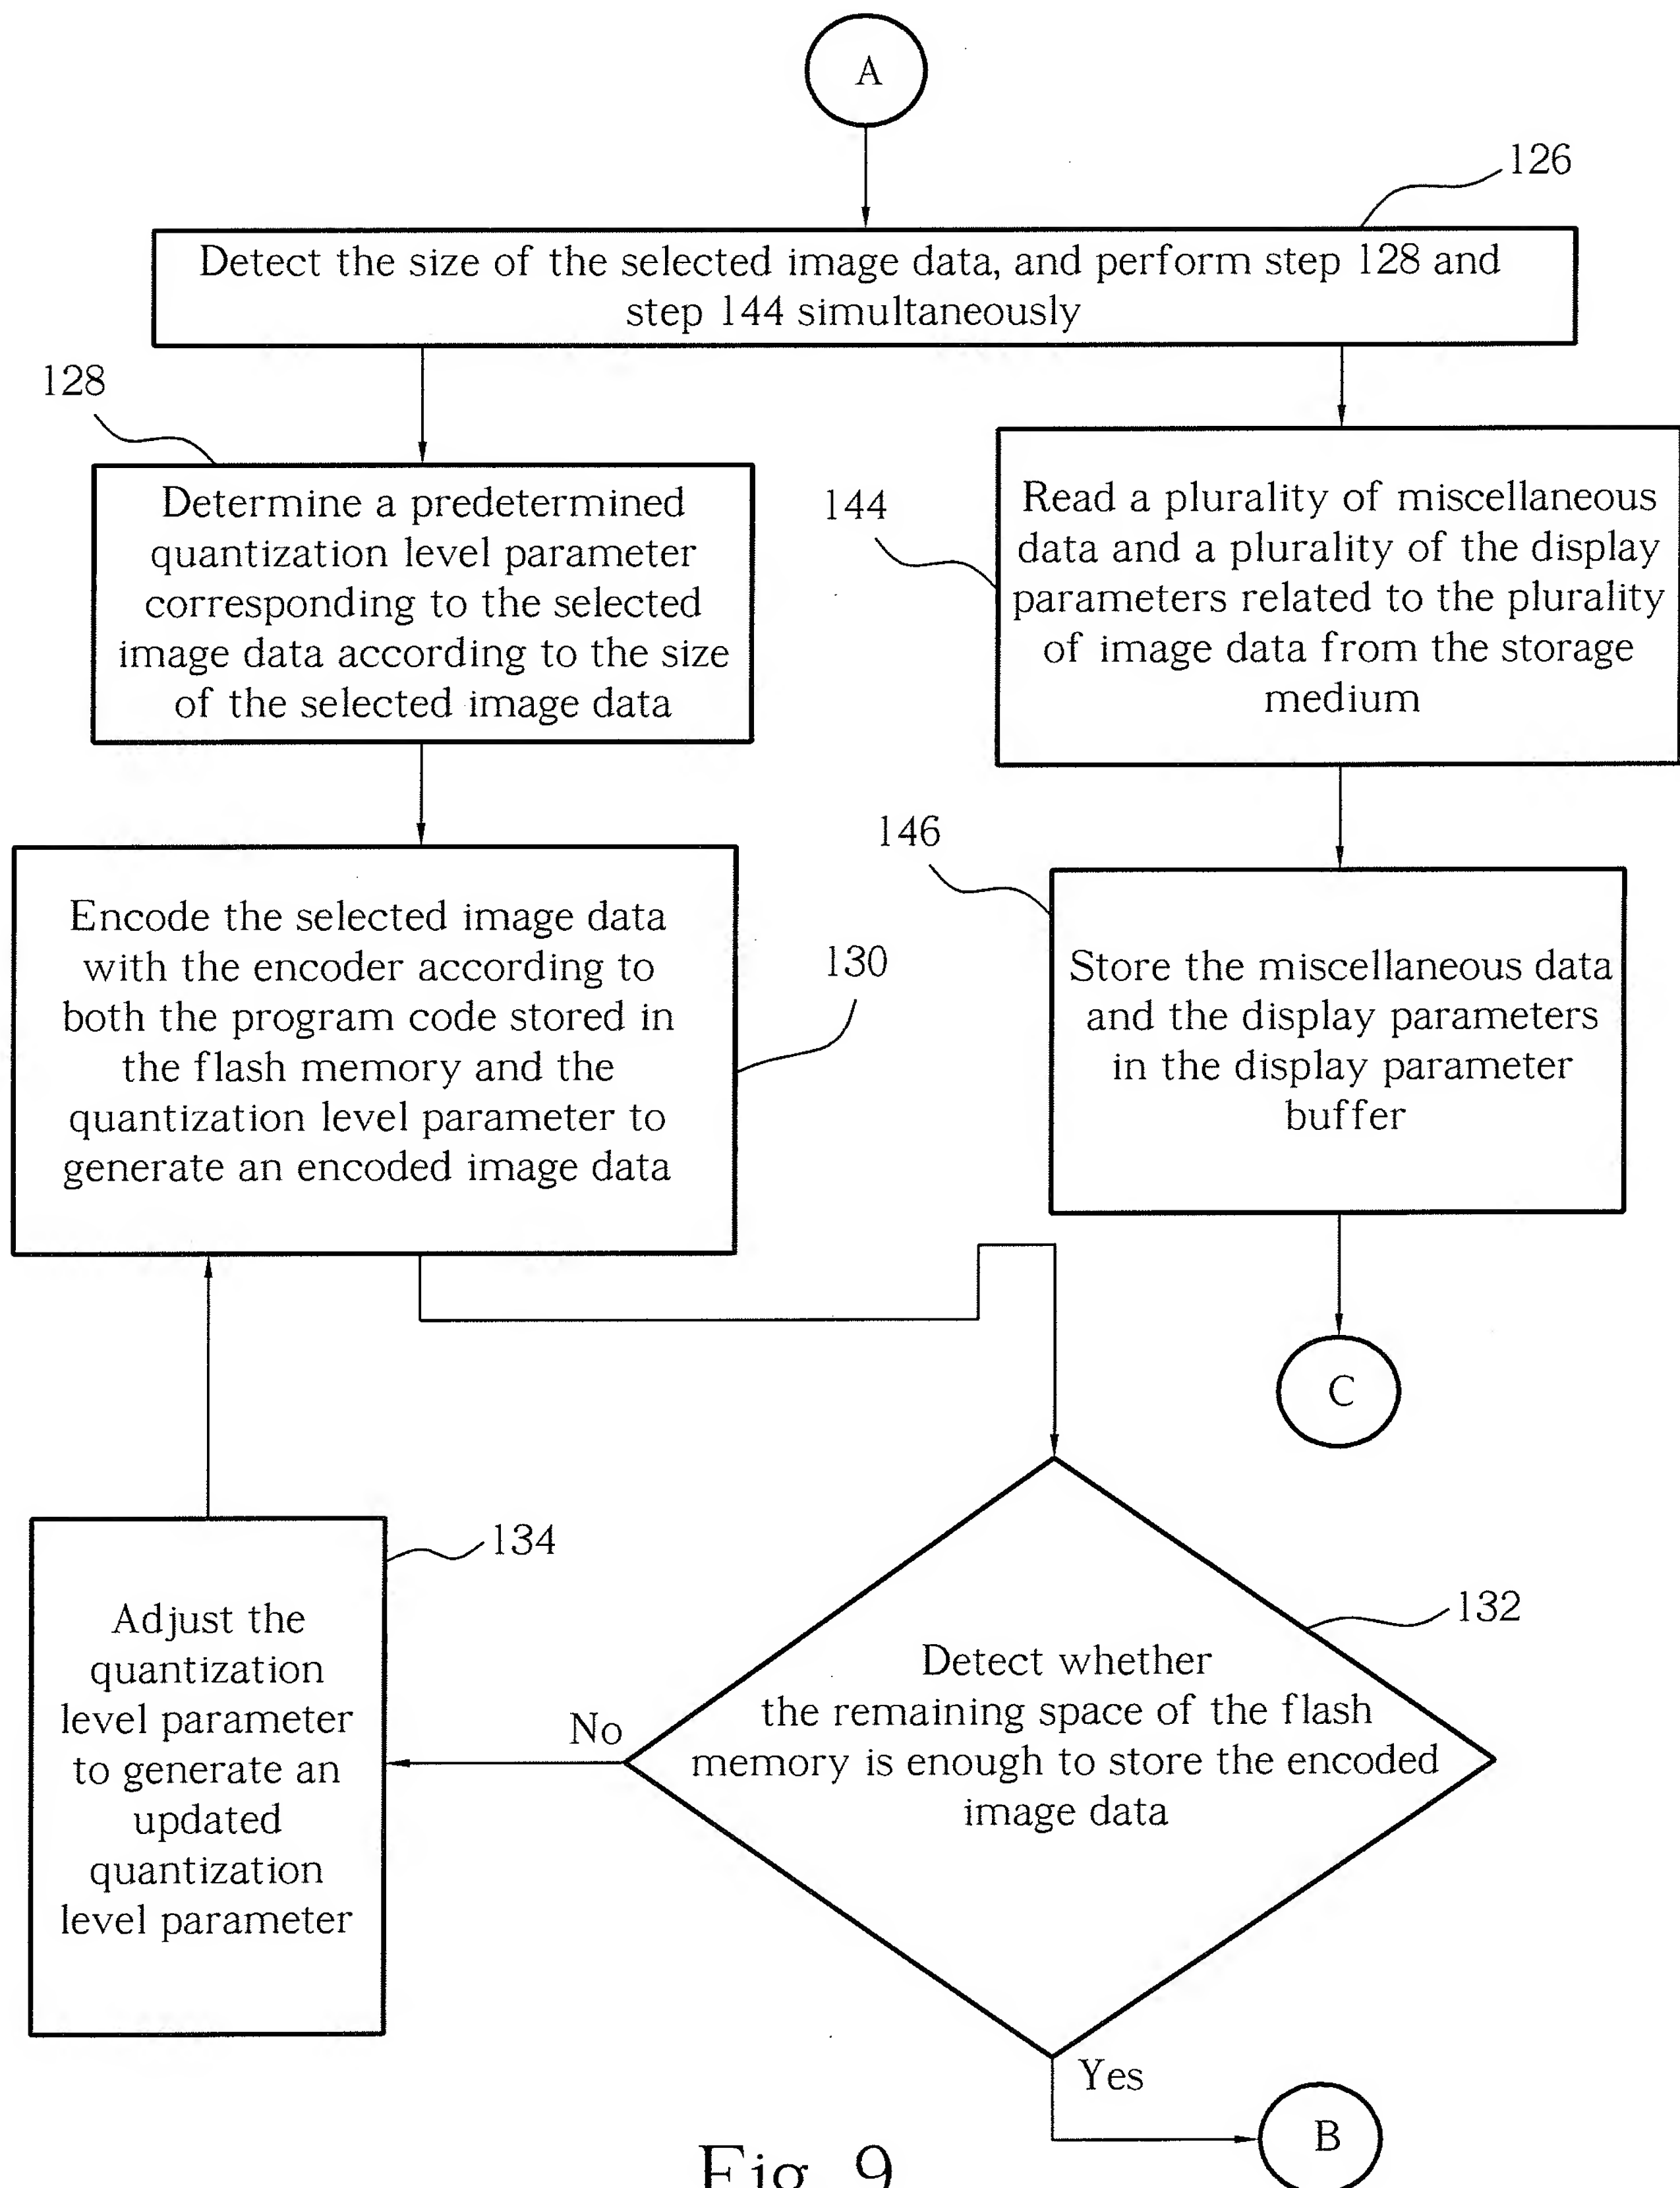 A
126
Detect the size of the selected image data, and perform step 128 and
step 144 simultaneously
128
Determine a predetermined
quantization level parameter
corresponding to the selected
image data according to the size
of the selected image data
144
Read a plurality of miscellaneous
data and a plurality of the display
parameters related to the plurality
of image data from the storage
medium
130
Encode the selected image data
with the encoder according to
both the program code stored in
the flash memory and the
quantization level parameter to
generate an encoded image data
146
Store the miscellaneous data
and the display parameters
in the display parameter
buffer
C
134
Adjust the
quantization
level parameter
to generate an
updated
quantization
level parameter
132
Detect whether
the remaining space of the flash
memory is enough to store the encoded
image data
No
Yes
B
Fig. 9